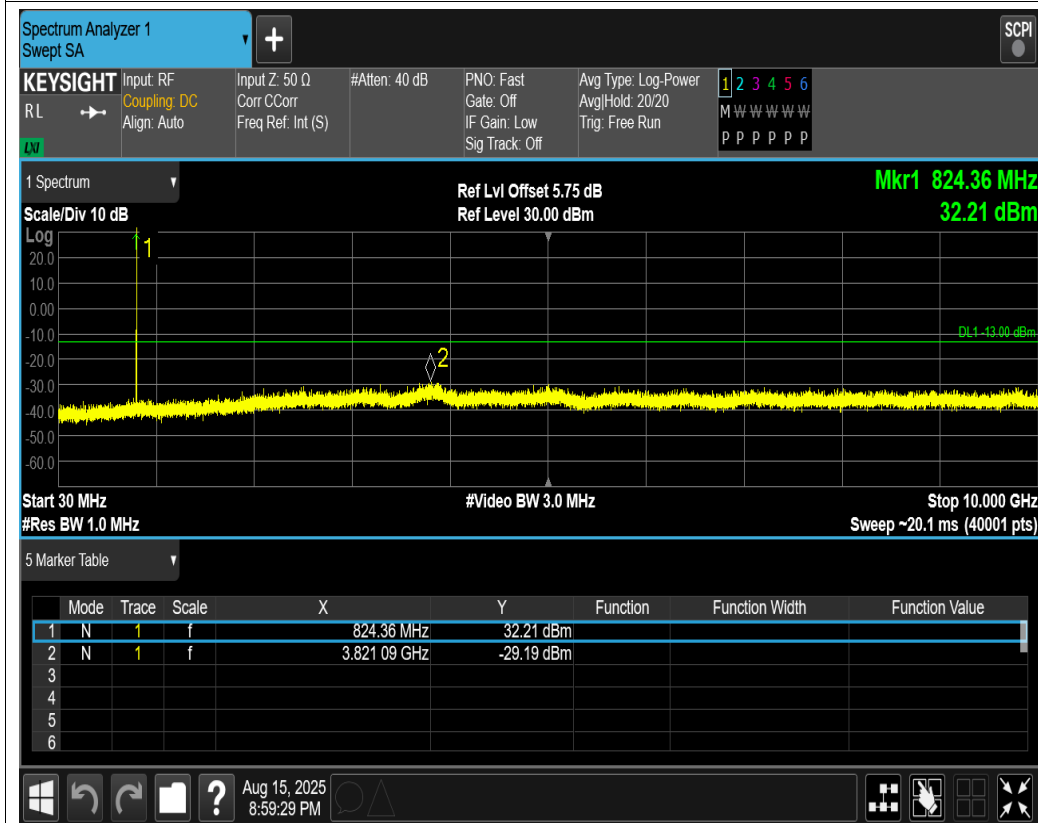 Spectrum Analyzer 1
Swept SA
+
SCPI
KEYSIGHT
RL
LXI
Input: RF
Coupling: DC
Align: Auto
Input Z: 50 Ω
Corr CCorr
Freq Ref: Int (S)
#Atten: 40 dB
PNO: Fast
Gate: Off
IF Gain: Low
Sig Track: Off
Avg Type: Log-Power
Avg|Hold: 20/20
Trig: Free Run
1 2 3 4 5 6
M W W W W W
P P P P P P
1 Spectrum
Scale/Div 10 dB
Ref Lvl Offset 5.75 dB
Ref Level 30.00 dBm
Mkr1 824.36 MHz
32.21 dBm
Log
20.0
10.0
0.00
-10.0
-20.0
-30.0
-40.0
-50.0
-60.0
1
2
DL1 -13.00 dBm
Start 30 MHz
#Res BW 1.0 MHz
#Video BW 3.0 MHz
Stop 10.000 GHz
Sweep ~20.1 ms (40001 pts)
5 Marker Table
Mode Trace Scale X Y Function Function Width Function Value
1 N 1 f 824.36 MHz 32.21 dBm
2 N 1 f 3.821 09 GHz -29.19 dBm
3
4
5
6
?
Aug 15, 2025
8:59:29 PM